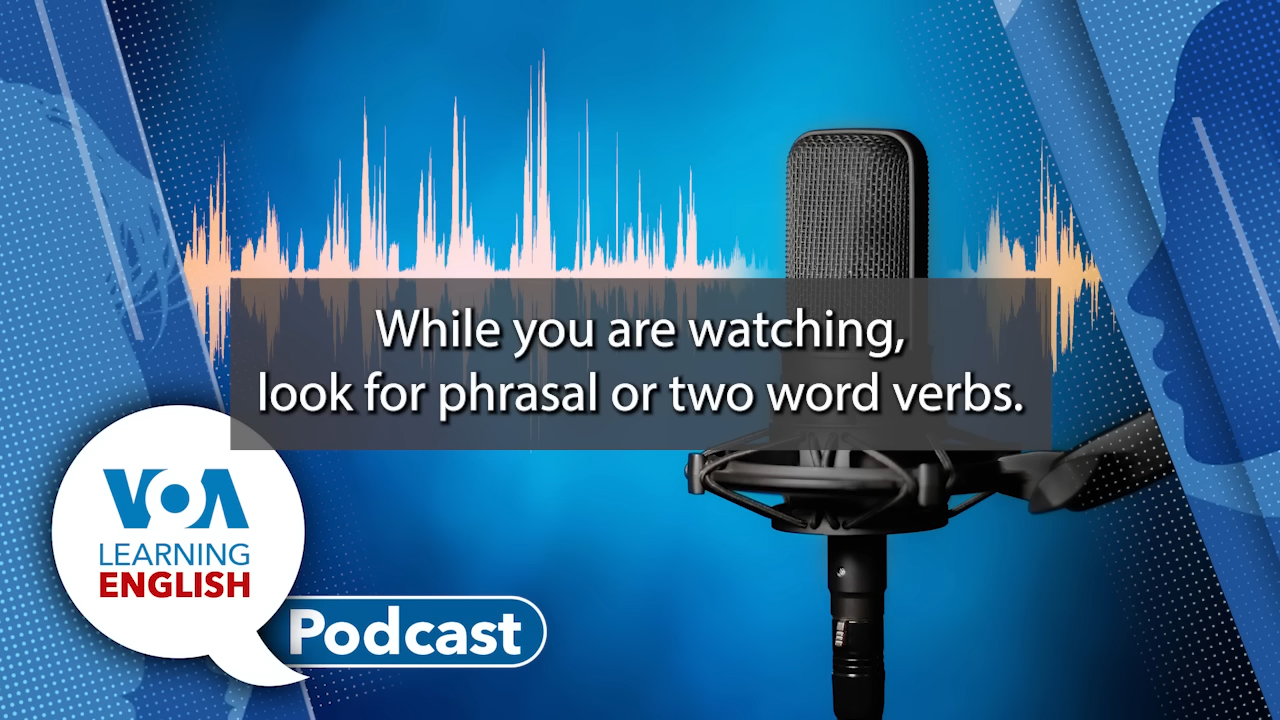 While you are watching,
look for phrasal or two word verbs.
VOA
LEARNING
ENGLISH
Podcast